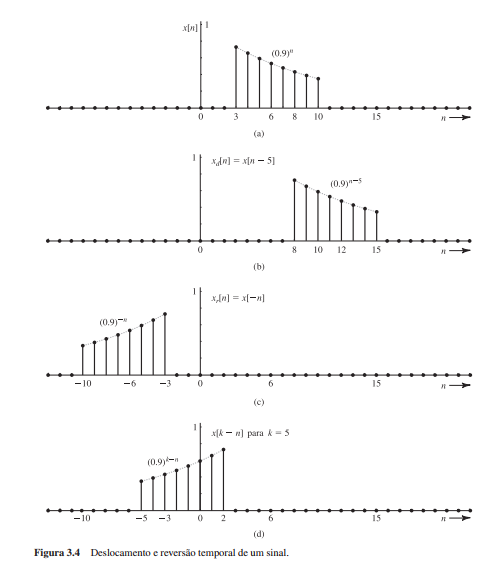 x[n] 1
(0.9)ⁿ
0 3 6 8 10 15 n
(a)
1 x_d[n] = x[n − 5]
(0.9)ⁿ⁻⁵
0 8 10 12 15 n
(b)
1 x_r[n] = x[−n]
(0.9)⁻ⁿ
−10 −6 −3 0 6 15 n
(c)
1 x[k − n] para k = 5
(0.9)ᵏ⁻ⁿ
−10 −5 −3 0 2 6 15 n
(d)
Figura 3.4 Deslocamento e reversão temporal de um sinal.